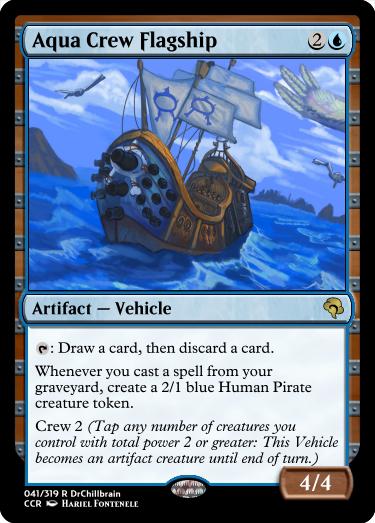 Aqua Crew Flagship 2
Artifact — Vehicle
: Draw a card, then discard a card.
Whenever you cast a spell from your
graveyard, create a 2/1 blue Human Pirate
creature token.
Crew 2 (Tap any number of creatures you
control with total power 2 or greater: This Vehicle
becomes an artifact creature until end of turn.)
4/4
041/319 R DrChillbrain
CCR Hariel Fontenele